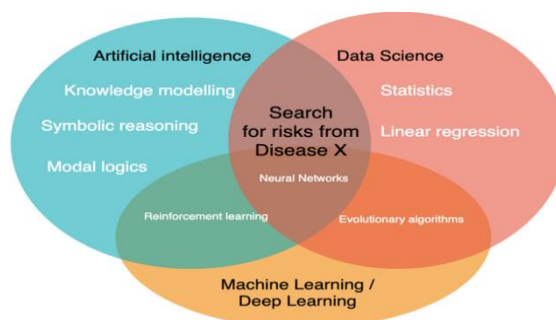 Artificial intelligence
Data Science
Knowledge modelling
Statistics
Search
for risks from
Disease X
Symbolic reasoning
Linear regression
Modal logics
Neural Networks
Reinforcement learning
Evolutionary algorithms
Machine Learning /
Deep Learning